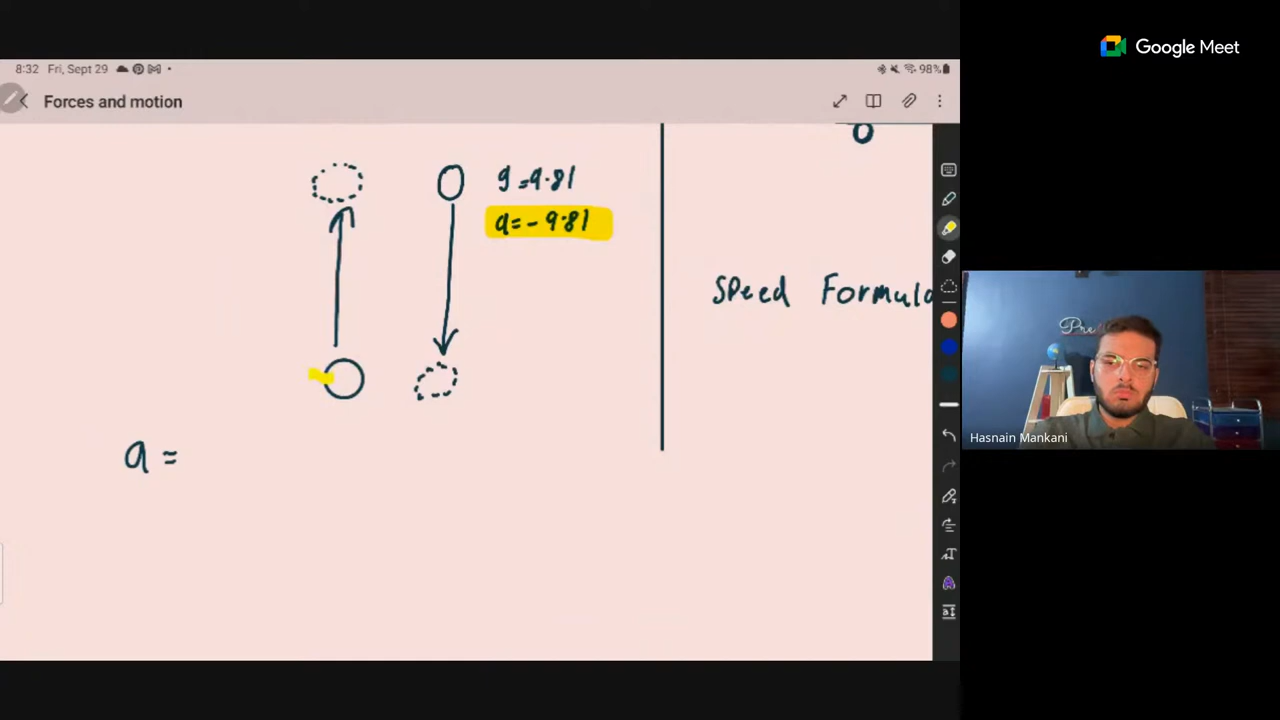 Google Meet
8:32 Fri, Sept 29
98%
Forces and motion
g=9.81
a=-9.81
Speed Formula
a=
Hasnain Mankani